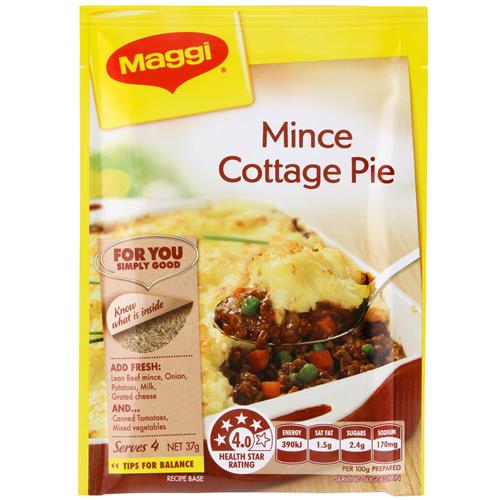 Maggi®
Mince
Cottage Pie
FOR YOU
SIMPLY GOOD
Know
what is inside
ADD FRESH:
Lean Beef mince, Onion,
Potatoes, Milk,
Grated cheese
AND...
Canned Tomatoes,
Mixed vegetables
Serves 4 NET 37g
TIPS FOR BALANCE
RECIPE BASE
4.0
HEALTH STAR
RATING
ENERGY
390kJ
SAT FAT
1.5g
SUGARS
2.4g
SODIUM
170mg
PER 100g PREPARED
SERVING SUGGESTION